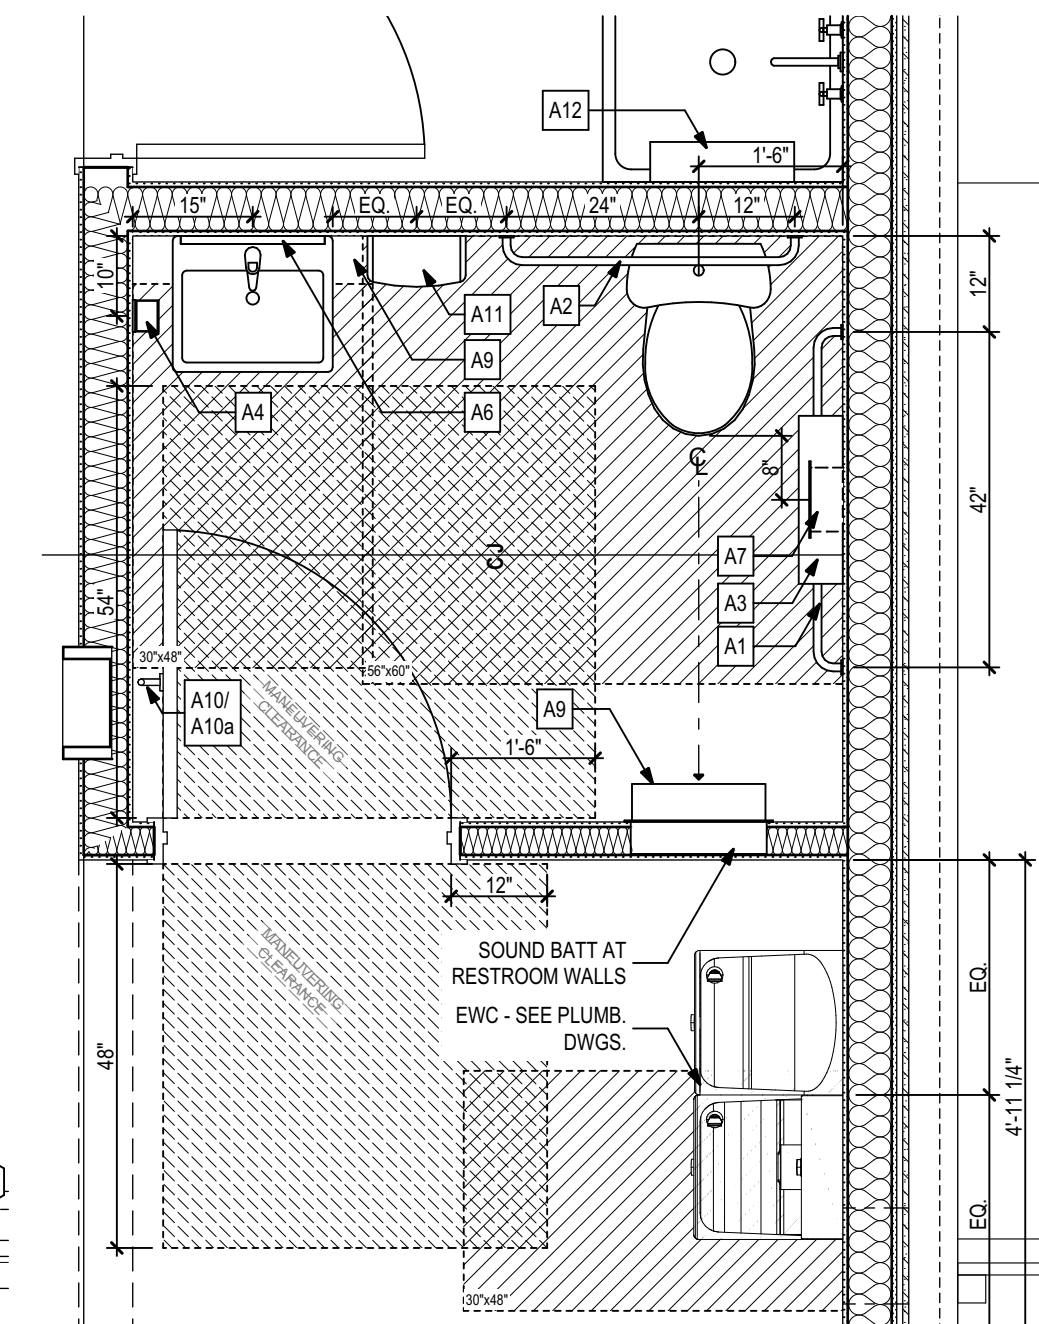 A12
1'-6"
15"
EQ.
EQ.
24"
12"
10"
12"
A2
A11
A9
A4
A6
CL
8"
42"
CJ
A7
54"
A3
30"x48"
56"x60"
A1
A10/
A10a
MANEUVERING
CLEARANCE
A9
1'-6"
12"
MANEUVERING
CLEARANCE
SOUND BATT AT
RESTROOM WALLS
EWC - SEE PLUMB.
DWGS.
EQ.
48"
4'-11 1/4"
EQ.
30"x48"